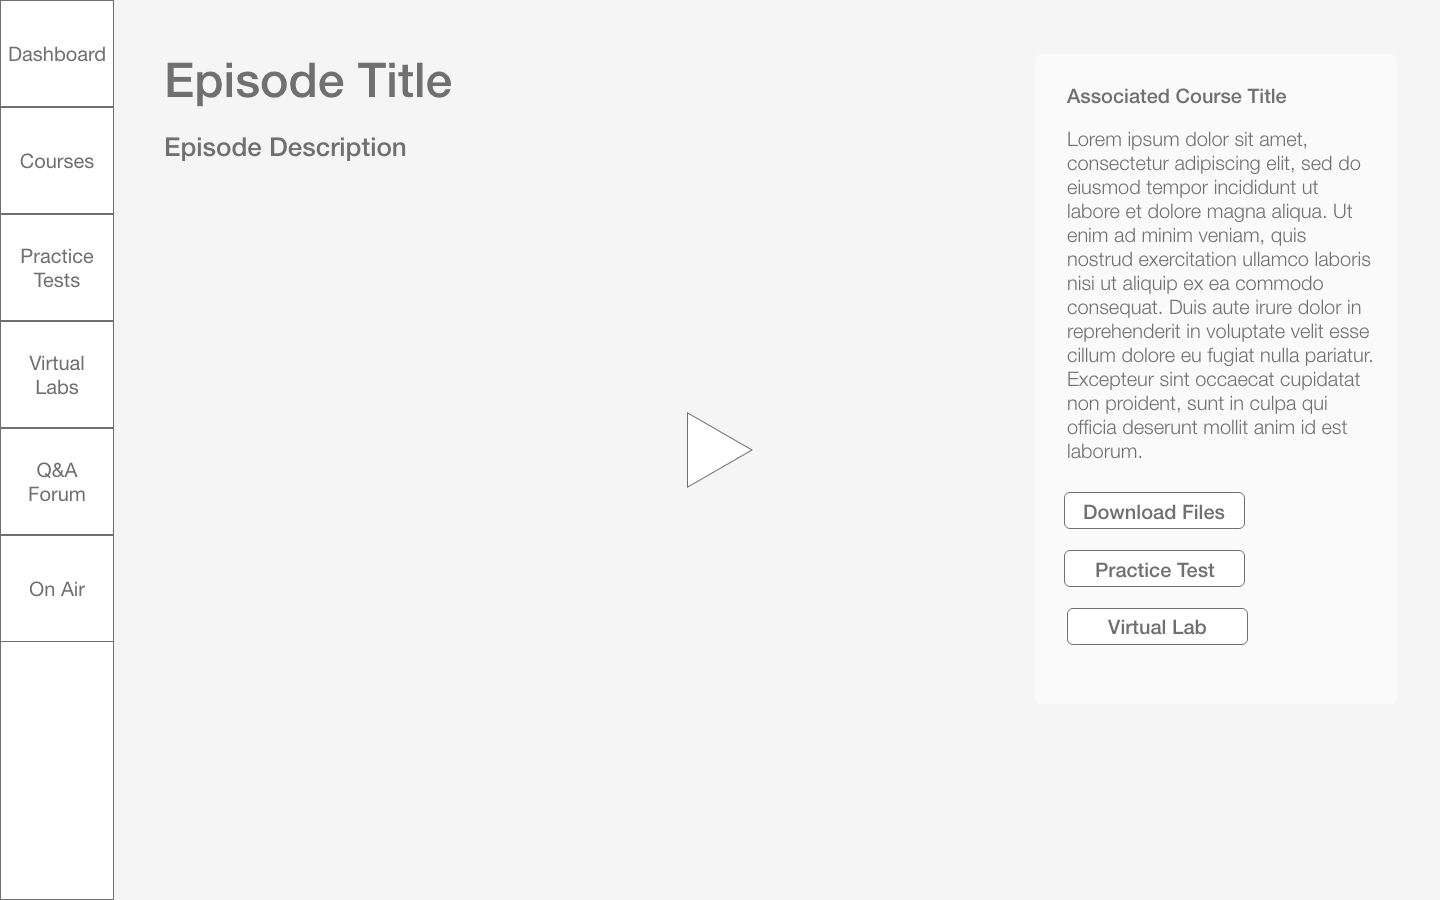 Dashboard
Courses
Practice
Tests
Virtual
Labs
Q&A
Forum
On Air
Episode Title
Episode Description
Associated Course Title
Lorem ipsum dolor sit amet,
consectetur adipiscing elit, sed do
eiusmod tempor incididunt ut
labore et dolore magna aliqua. Ut
enim ad minim veniam, quis
nostrud exercitation ullamco laboris
nisi ut aliquip ex ea commodo
consequat. Duis aute irure dolor in
reprehenderit in voluptate velit esse
cillum dolore eu fugiat nulla pariatur.
Excepteur sint occaecat cupidatat
non proident, sunt in culpa qui
officia deserunt mollit anim id est
laborum.
Download Files
Practice Test
Virtual Lab